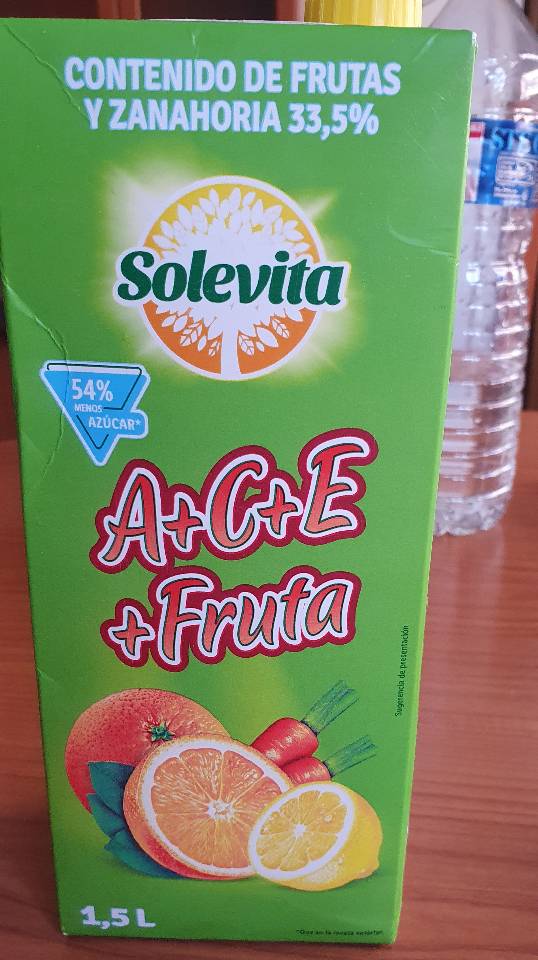 CONTENIDO DE FRUTAS
Y ZANAHORIA 33,5%
Solevita
54%
MENOS
AZÚCAR*
A+C+E
+Fruta
Sugerencia de presentación
1,5 L